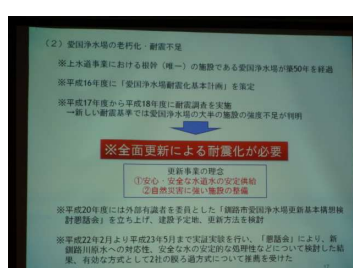 （2）愛国浄水場の老朽化・耐震不足
※上水道事業における根幹（唯一）の施設である愛国浄水場が築50年を経過
※平成16年度に「愛国浄水場耐震化基本計画」を策定
※平成17年度から平成18年度に耐震調査を実施
→新しい耐震基準では愛国浄水場の大半の施設の強度不足が判明
※全面更新による耐震化が必要
更新事業の理念
①安心・安全な水道水の安定供給
②自然災害に強い施設の整備
※平成20年度には外部有識者を委員とした「釧路市愛国浄水場更新基本構想検
討懇話会」を立ち上げ、建設予定地、更新方法を検討
※平成22年2月より平成23年5月まで実証実験を行い、「懇話会」により、新
釧路川原水への対応性、安全な水の安定的な処理性などについて検討した結
果、有効な方式として2社の膜ろ過方式について推薦を受けた